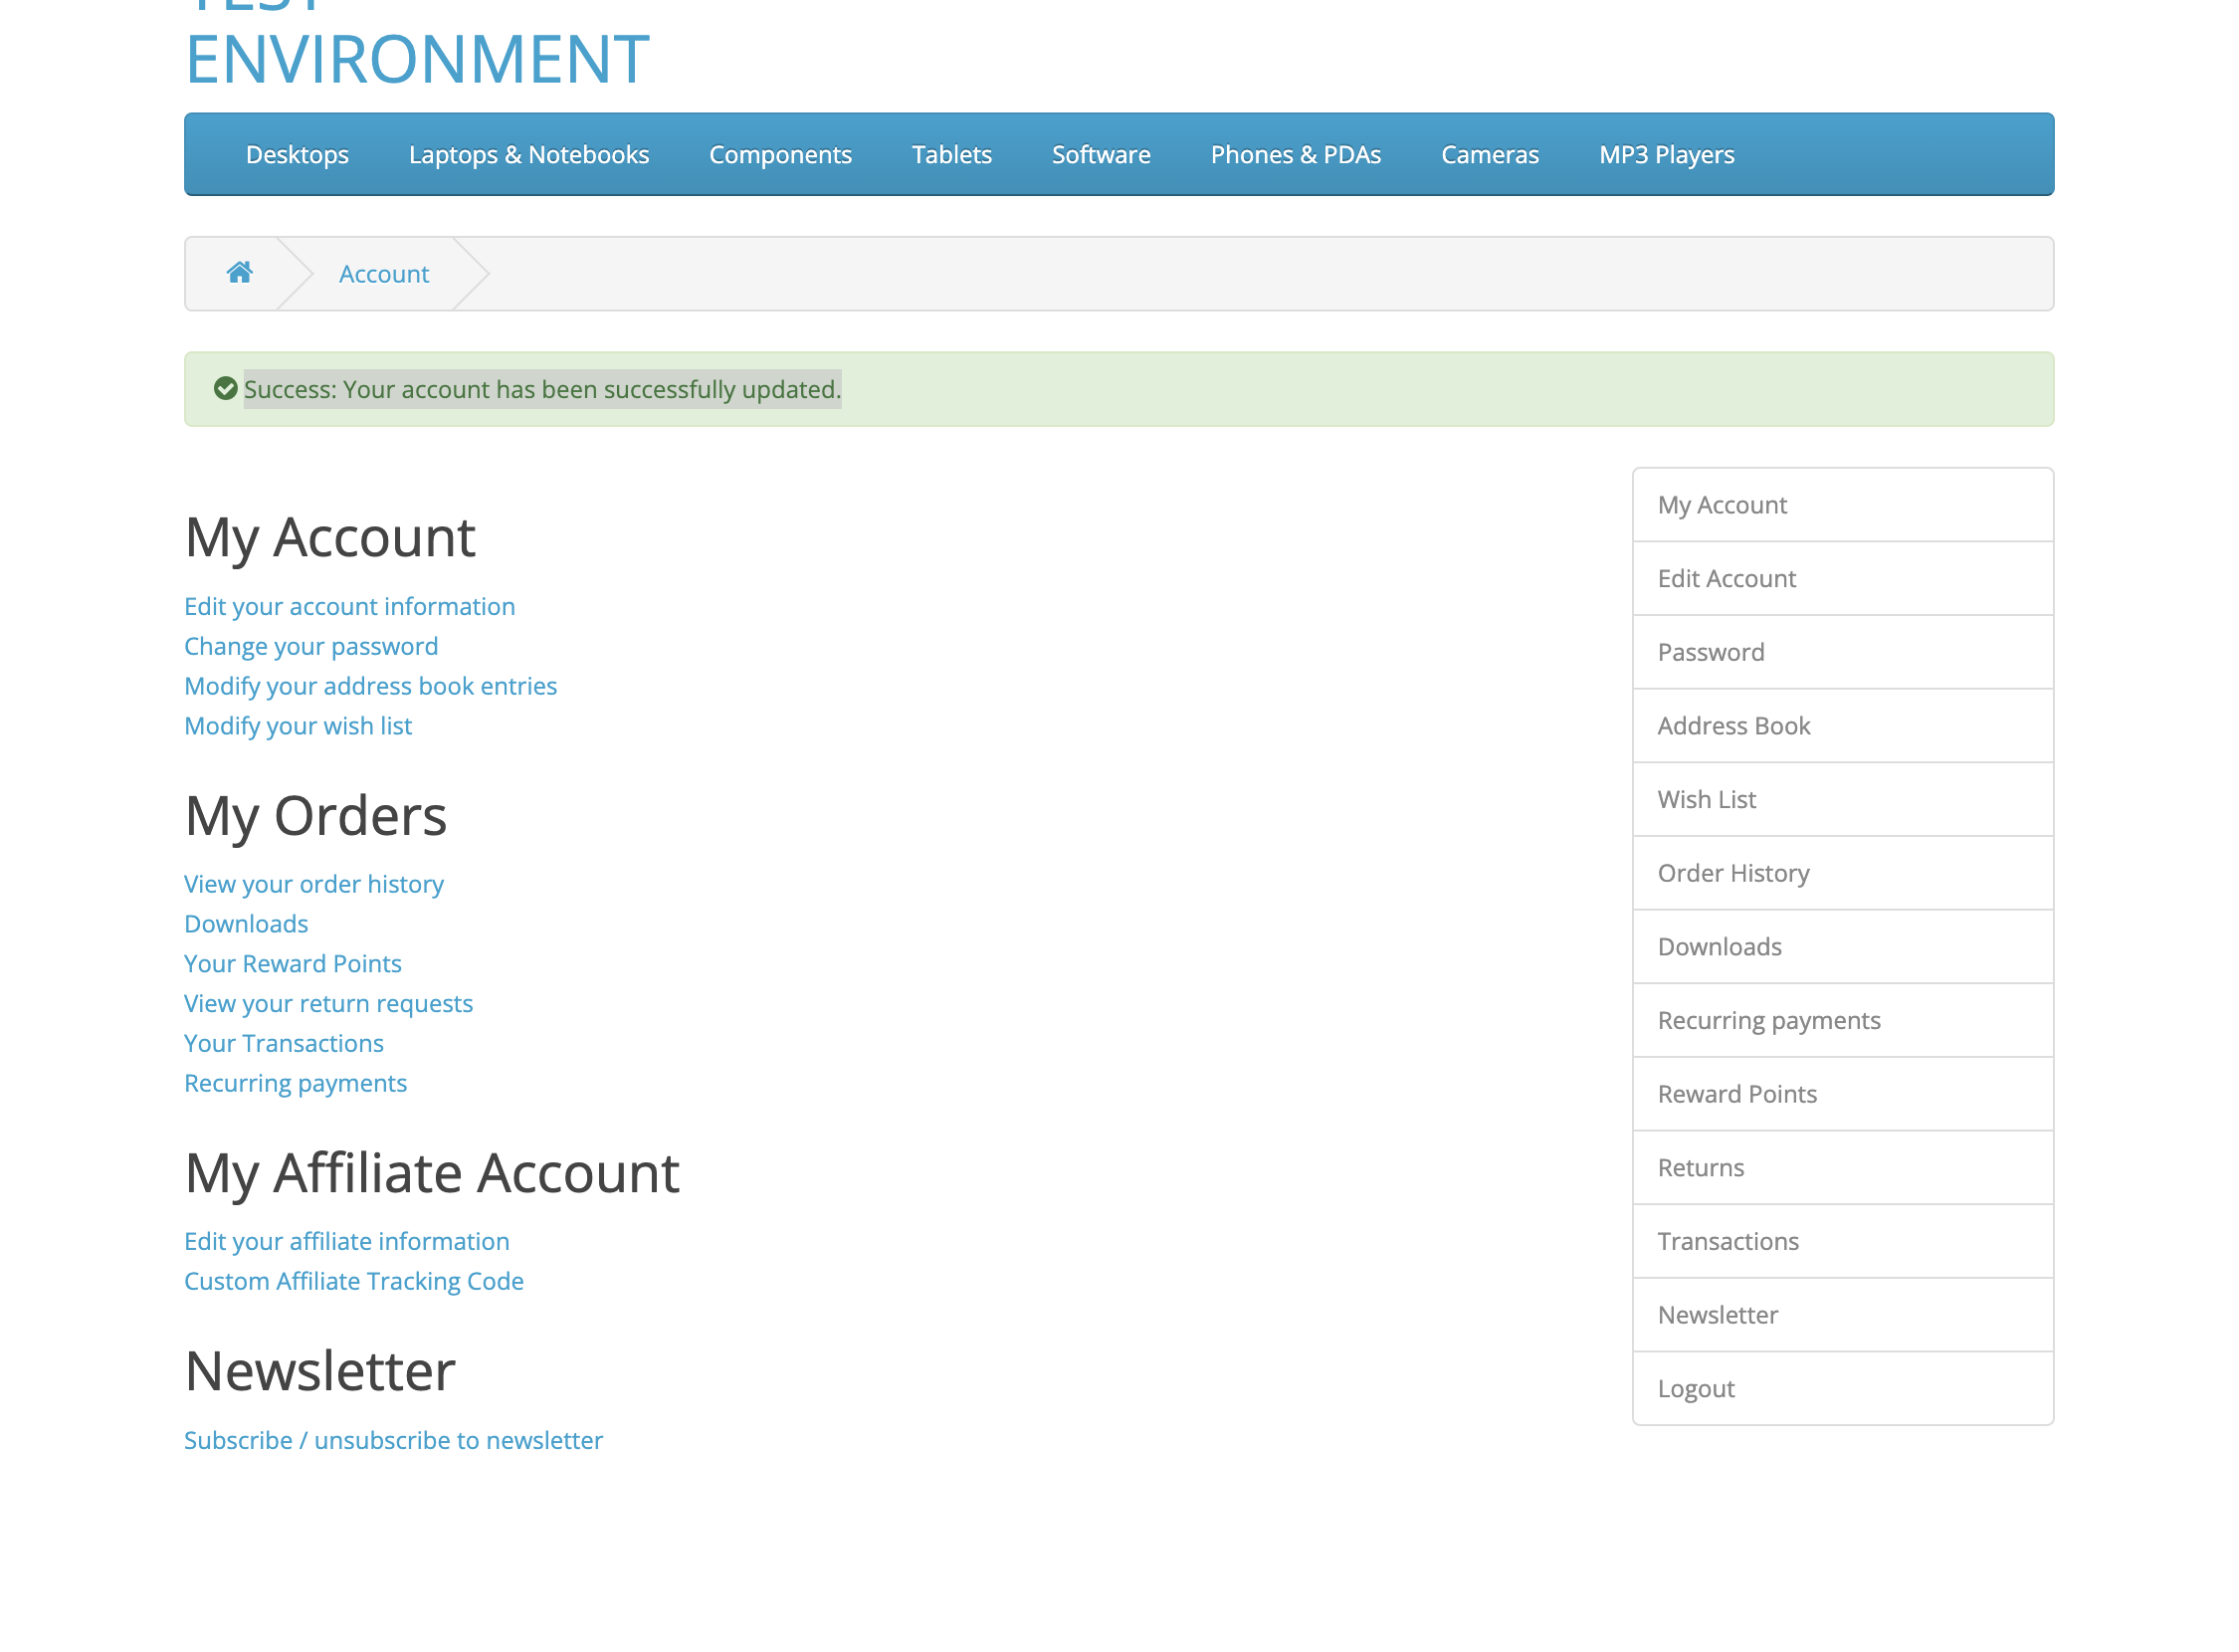 TEST
ENVIRONMENT
Desktops Laptops & Notebooks Components Tablets Software Phones & PDAs Cameras MP3 Players
Account
Success: Your account has been successfully updated.
My Account
Edit your account information
Change your password
Modify your address book entries
Modify your wish list
My Orders
View your order history
Downloads
Your Reward Points
View your return requests
Your Transactions
Recurring payments
My Affiliate Account
Edit your affiliate information
Custom Affiliate Tracking Code
Newsletter
Subscribe / unsubscribe to newsletter
My Account
Edit Account
Password
Address Book
Wish List
Order History
Downloads
Recurring payments
Reward Points
Returns
Transactions
Newsletter
Logout